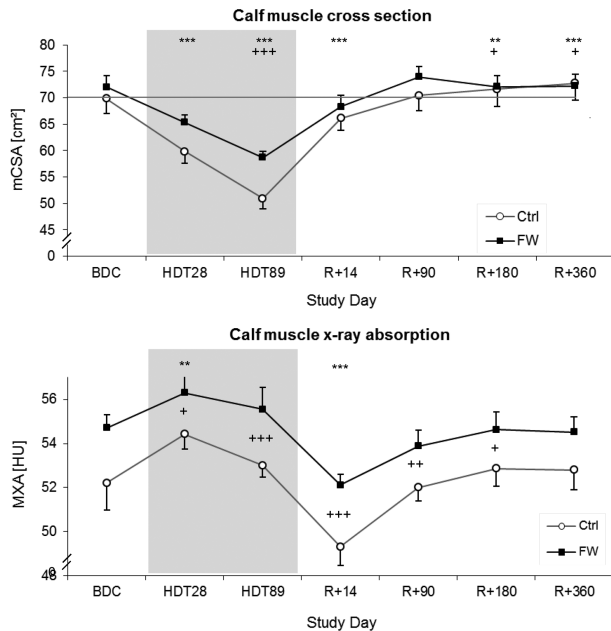 Calf muscle cross section
80
75
70
65
60
55
50
45
0
mCSA [cm²]
*** *** *** ** ***
+++ + +
Ctrl
FW
BDC HDT28 HDT89 R+14 R+90 R+180 R+360
Study Day
Calf muscle x-ray absorption
56
54
52
50
48
0
MXA [HU]
** ***
+ +++ +++ ++ +
Ctrl
FW
BDC HDT28 HDT89 R+14 R+90 R+180 R+360
Study Day